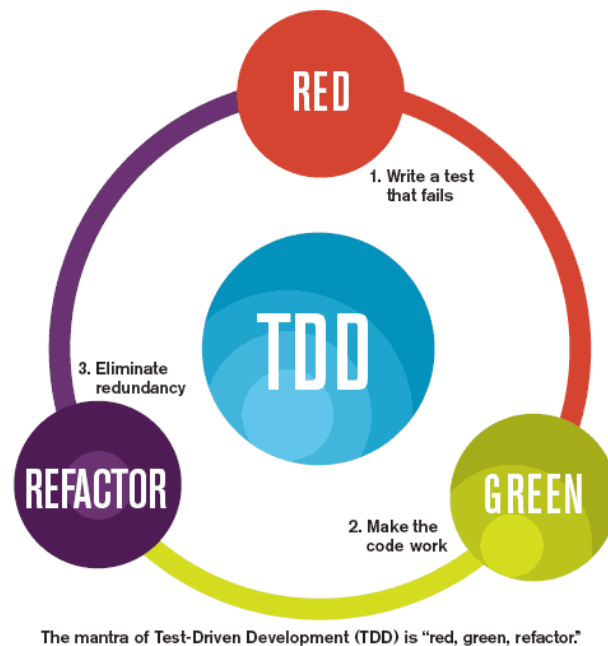 RED
1. Write a test
that fails
TDD
3. Eliminate
redundancy
REFACTOR
GREEN
2. Make the
code work
The mantra of Test-Driven Development (TDD) is “red, green, refactor.”